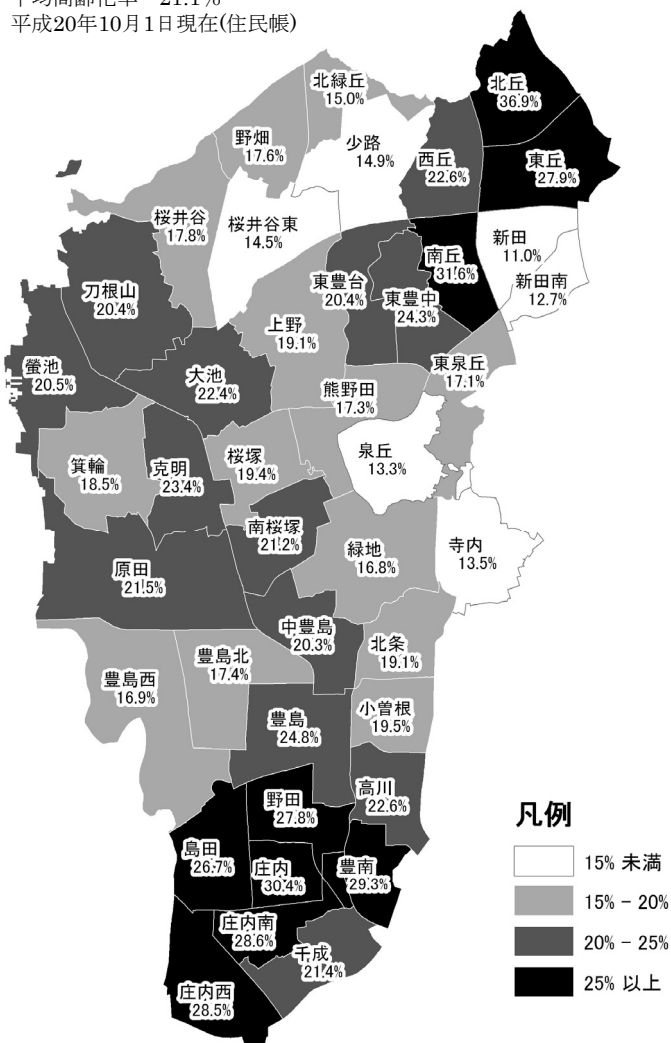 平成20年10月1日現在(住民帳)
北緑丘
15.0%
北丘
36.9%
野畑
17.6%
少路
14.9%
西丘
22.6%
東丘
27.9%
桜井谷
17.8%
桜井谷東
14.5%
新田
11.0%
南丘
31.6%
新田南
12.7%
刀根山
20.4%
東豊台
20.4%
東豊中
24.3%
上野
19.1%
螢池
20.5%
大池
22.4%
東泉丘
17.1%
熊野田
17.3%
箕輪
18.5%
克明
23.4%
桜塚
19.4%
泉丘
13.3%
南桜塚
21.2%
緑地
16.8%
寺内
13.5%
原田
21.5%
中豊島
20.3%
北条
19.1%
豊島西
16.9%
豊島北
17.4%
小曽根
19.5%
豊島
24.8%
高川
22.6%
野田
27.8%
島田
26.7%
庄内
30.4%
豊南
29.3%
庄内南
28.6%
千成
21.4%
庄内西
28.5%
凡例
15% 未満
15% - 20%
20% - 25%
25% 以上